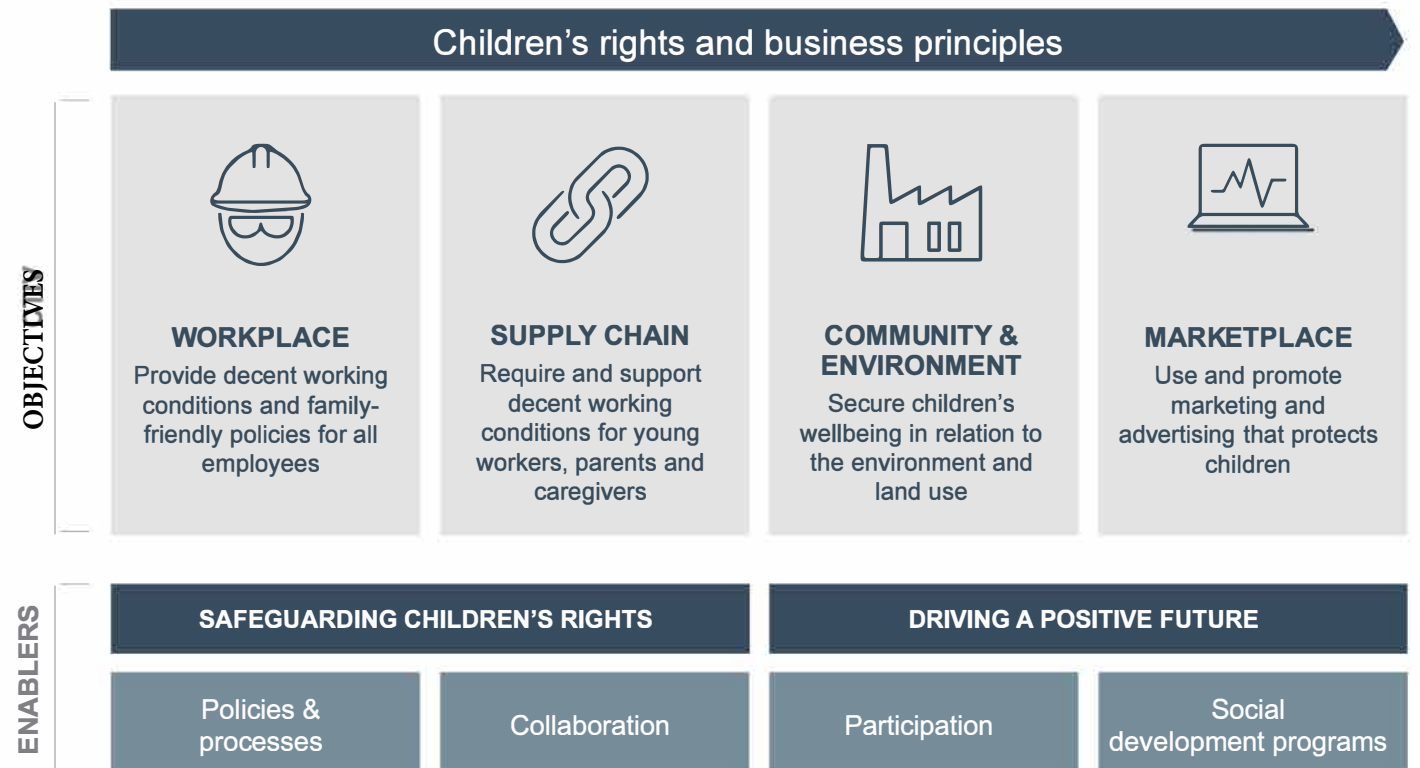 Children's rights and business principles
OBJECTIVES
WORKPLACE
Provide decent working
conditions and family-
friendly policies for all
employees
SUPPLY CHAIN
Require and support
decent working
conditions for young
workers, parents and
caregivers
COMMUNITY &
ENVIRONMENT
Secure children's
wellbeing in relation to
the environment and
land use
MARKETPLACE
Use and promote
marketing and
advertising that protects
children
ENABLERS
SAFEGUARDING CHILDREN'S RIGHTS
DRIVING A POSITIVE FUTURE
Policies &
processes
Collaboration
Participation
Social
development programs